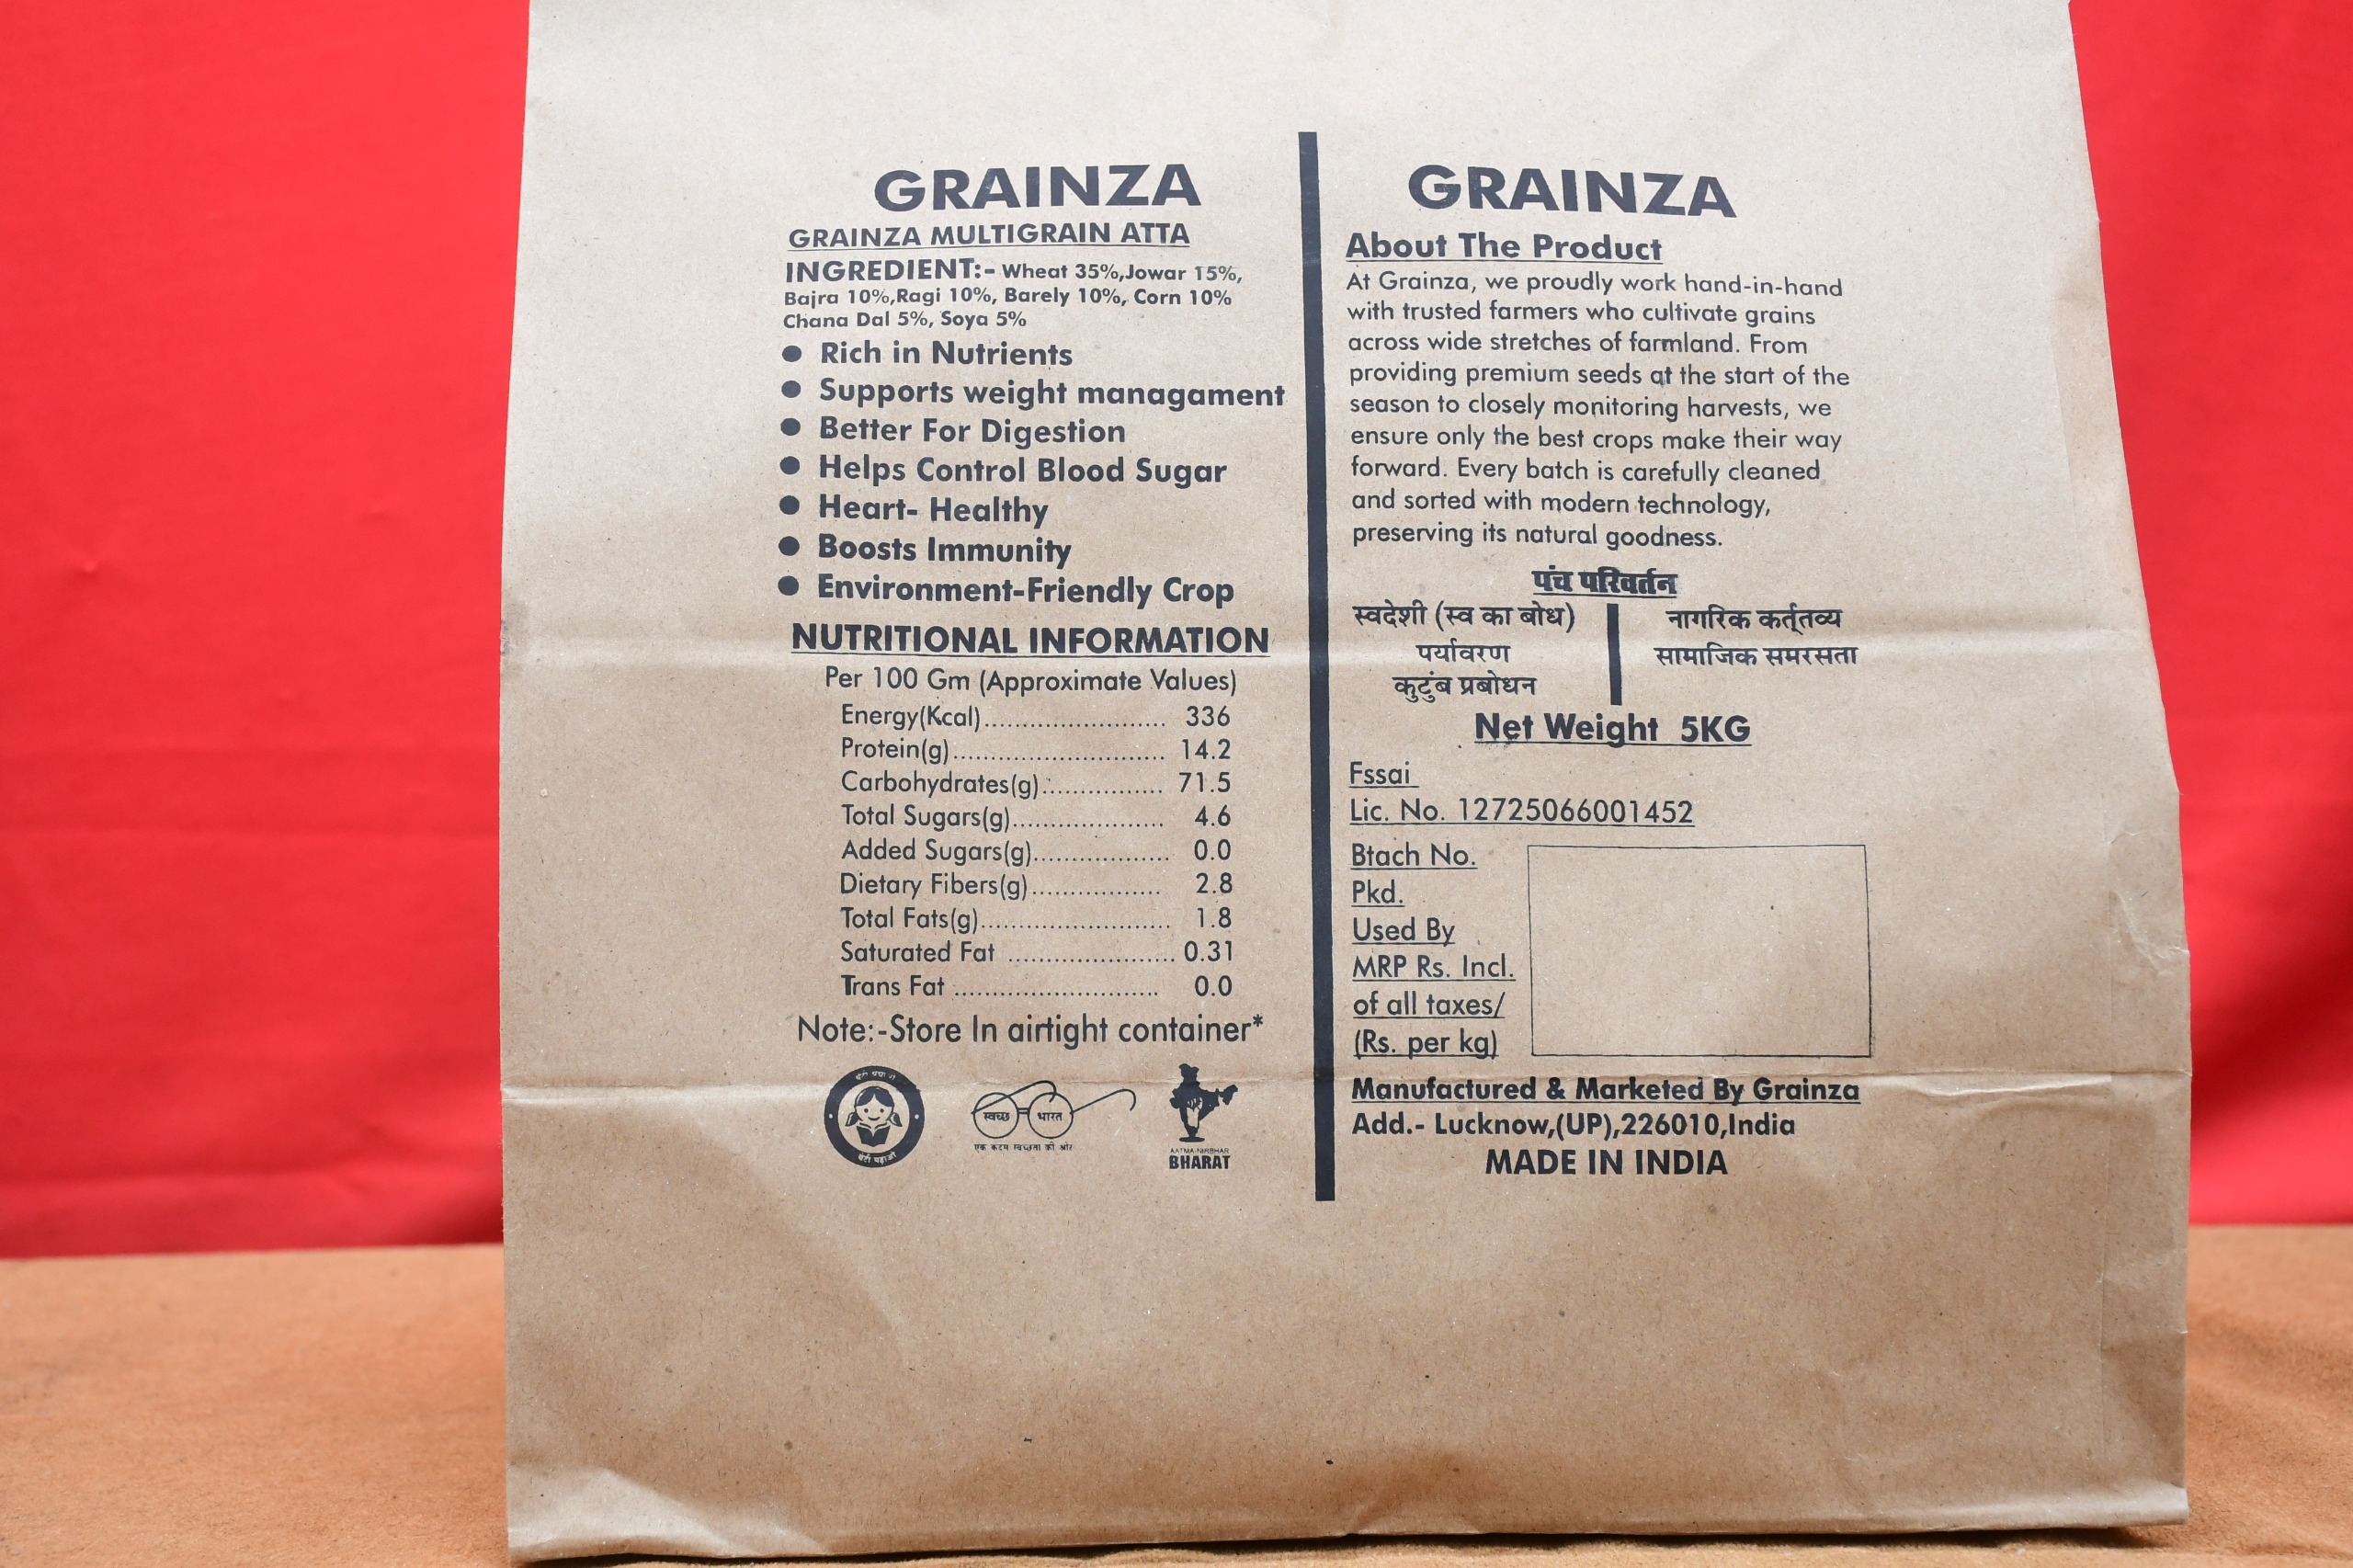 GRAINZA
GRAINZA MULTIGRAIN ATTA
INGREDIENT:- Wheat 35%,Jowar 15%,
Bajra 10%,Ragi 10%, Barely 10%, Corn 10%
Chana Dal 5%, Soya 5%
● Rich in Nutrients
● Supports weight managament
● Better For Digestion
● Helps Control Blood Sugar
● Heart- Healthy
● Boosts Immunity
● Environment-Friendly Crop
NUTRITIONAL INFORMATION
Per 100 Gm (Approximate Values)
Energy(Kcal)........................ 336
Protein(g)............................ 14.2
Carbohydrates(g)................ 71.5
Total Sugars(g).................... 4.6
Added Sugars(g).................. 0.0
Dietary Fibers(g)................. 2.8
Total Fats(g)......................... 1.8
Saturated Fat ...................... 0.31
Trans Fat ........................... 0.0
Note:-Store In airtight container*
बेटी बचाओ
बेटी पढ़ाओ
स्वच्छ भारत
एक कदम स्वच्छता की ओर
AATMA-NIRBHAR
BHARAT
GRAINZA
About The Product
At Grainza, we proudly work hand-in-hand
with trusted farmers who cultivate grains
across wide stretches of farmland. From
providing premium seeds at the start of the
season to closely monitoring harvests, we
ensure only the best crops make their way
forward. Every batch is carefully cleaned
and sorted with modern technology,
preserving its natural goodness.
पंच परिवर्तन
स्वदेशी (स्व का बोध)
पर्यावरण
कुटुंब प्रबोधन
नागरिक कर्तृतव्य
सामाजिक समरसता
Net Weight 5KG
Fssai
Lic. No. 12725066001452
Btach No.
Pkd.
Used By
MRP Rs. Incl.
of all taxes/
(Rs. per kg)
Manufactured & Marketed By Grainza
Add.- Lucknow,(UP),226010,India
MADE IN INDIA